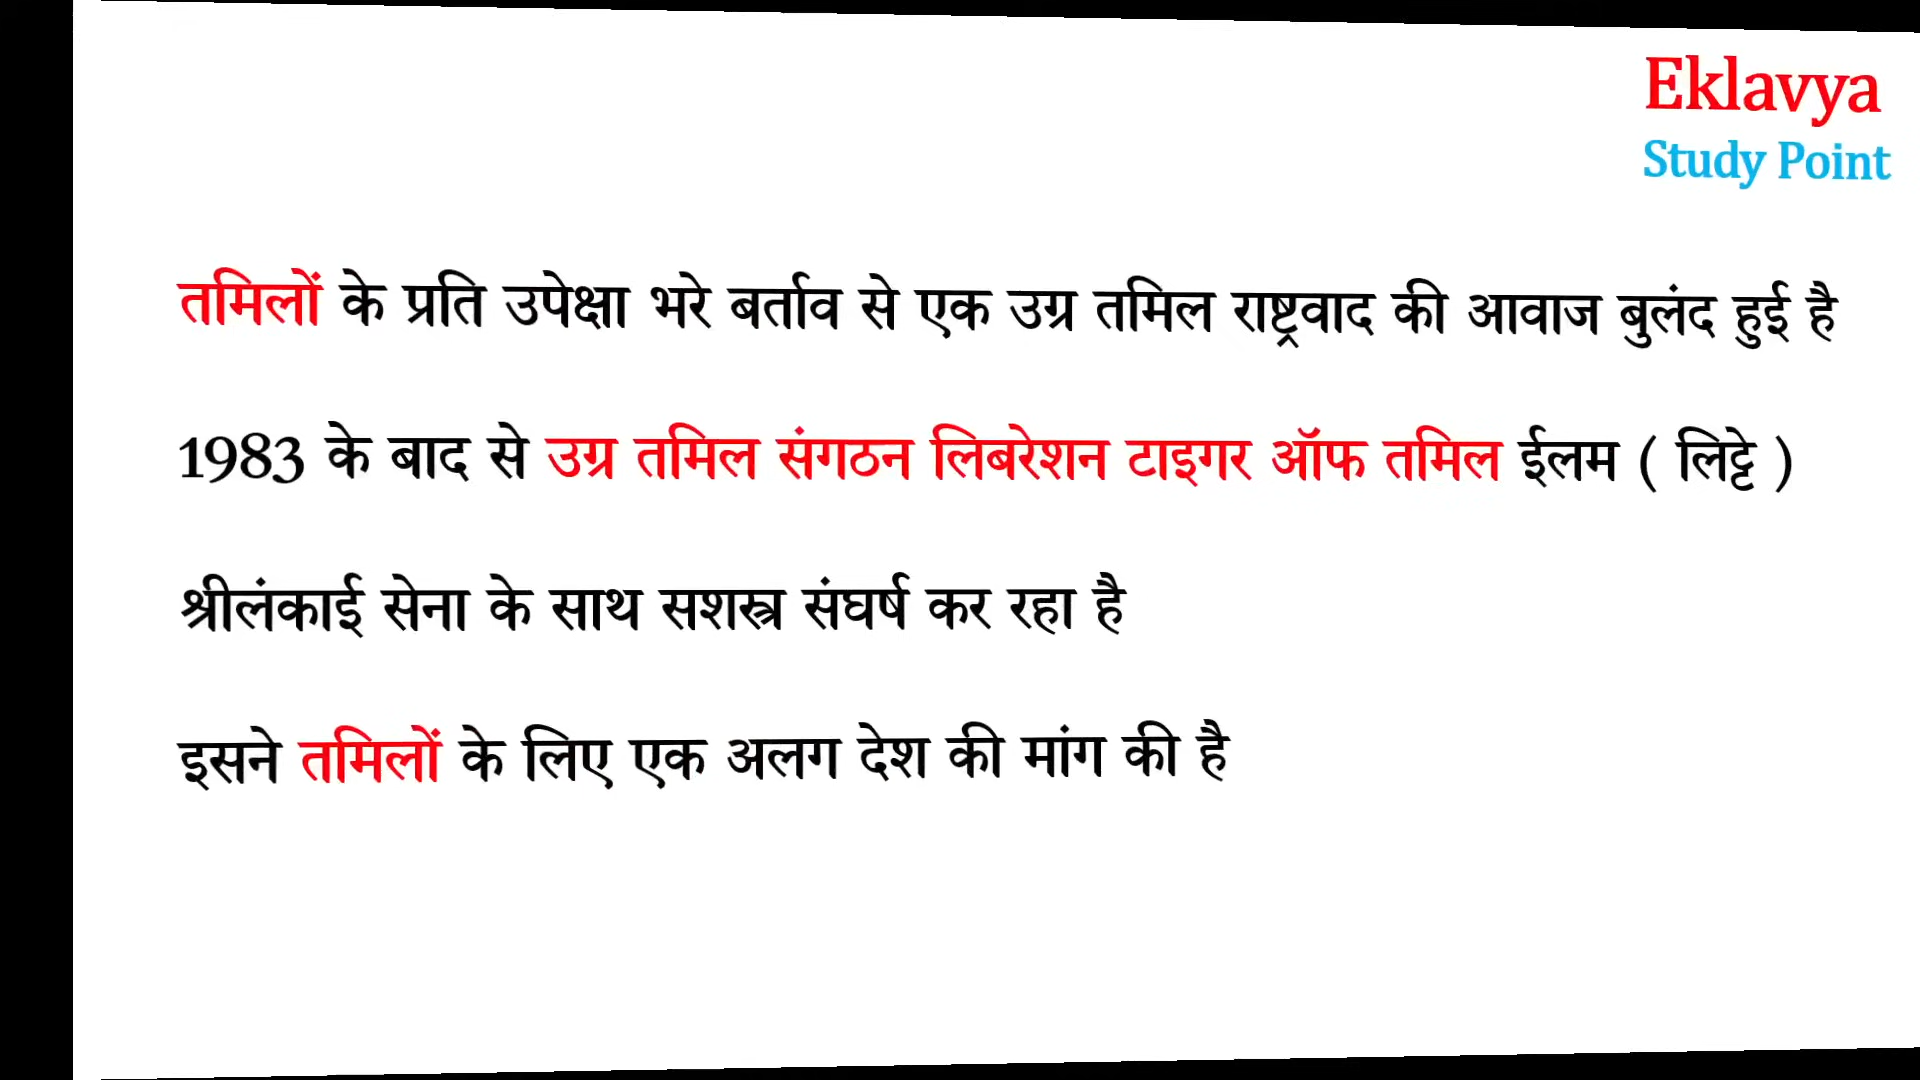 Eklavya
Study Point
तमिलों के प्रति उपेक्षा भरे बर्ताव से एक उग्र तमिल राष्ट्रवाद की आवाज बुलंद हुई है
1983 के बाद से उग्र तमिल संगठन लिबरेशन टाइगर ऑफ तमिल ईलम ( लिट्टे )
श्रीलंकाई सेना के साथ सशस्त्र संघर्ष कर रहा है
इसने तमिलों के लिए एक अलग देश की मांग की है